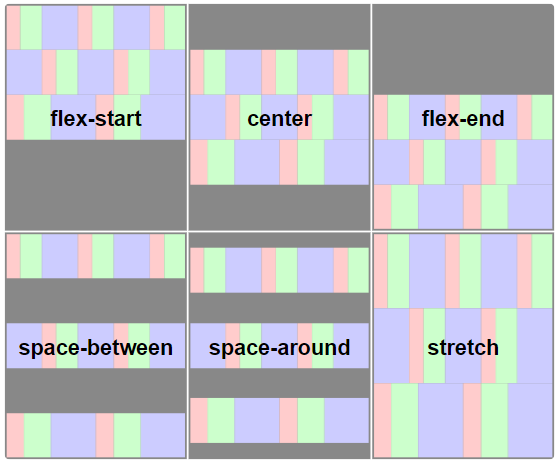 flex-start
center
flex-end
space-between
space-around
stretch